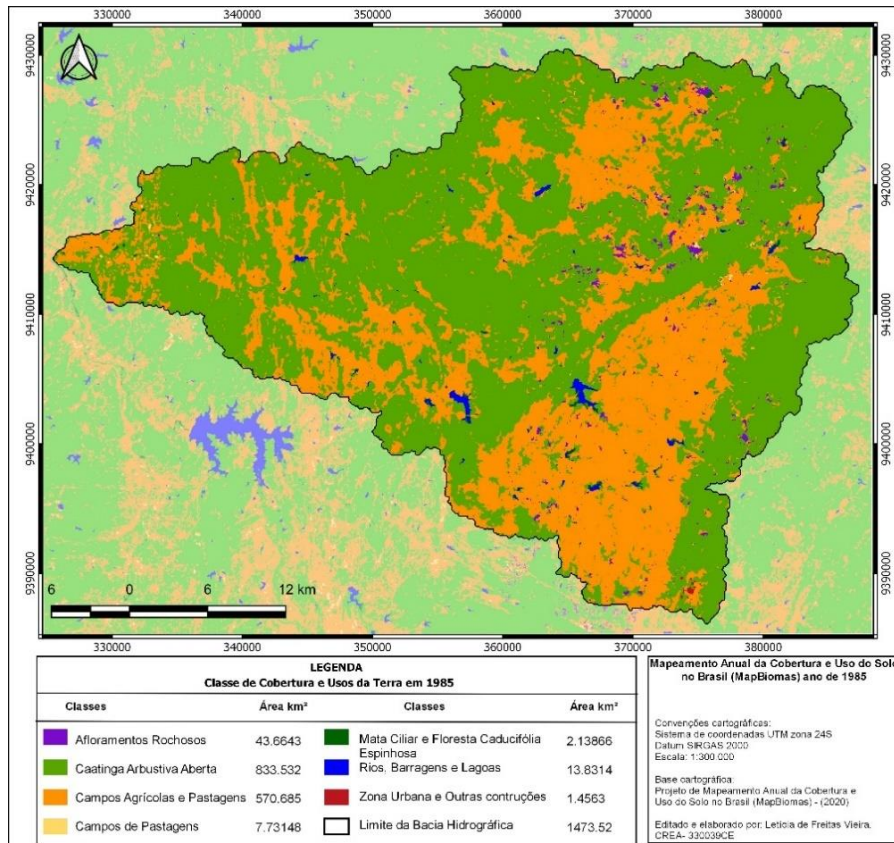 330000 340000 350000 360000 370000 380000
9430000 9430000
9420000 9420000
9410000 9410000
9400000 9400000
9390000 9390000
6 0 6 12 km
330000 340000 350000 360000 370000 380000
LEGENDA
Classe de Cobertura e Usos da Terra em 1985
Classes Área km² Classes Área km²
Afloramentos Rochosos 43.6643 Mata Ciliar e Floresta Caducifólia Espinhosa 2.13866
Caatinga Arbustiva Aberta 833.532 Rios, Barragens e Lagoas 13.8314
Campos Agrícolas e Pastagens 570.685 Zona Urbana e Outras contruções 1.4563
Campos de Pastagens 7.73148 Limite da Bacia Hidrográfica 1473.52
Mapeamento Anual da Cobertura e Uso do Solo
no Brasil (MapBiomas) ano de 1985
Convenções cartográficas:
Sistema de coordenadas UTM zona 24S
Datum SIRGAS 2000
Escala: 1:300.000
Base cartográfica:
Projeto de Mapeamento Anual da Cobertura e
Uso do Solo no Brasil (MapBiomas) - (2020)
Editado e elaborado por: Letícia de Freitas Vieira.
CREA- 330039CE